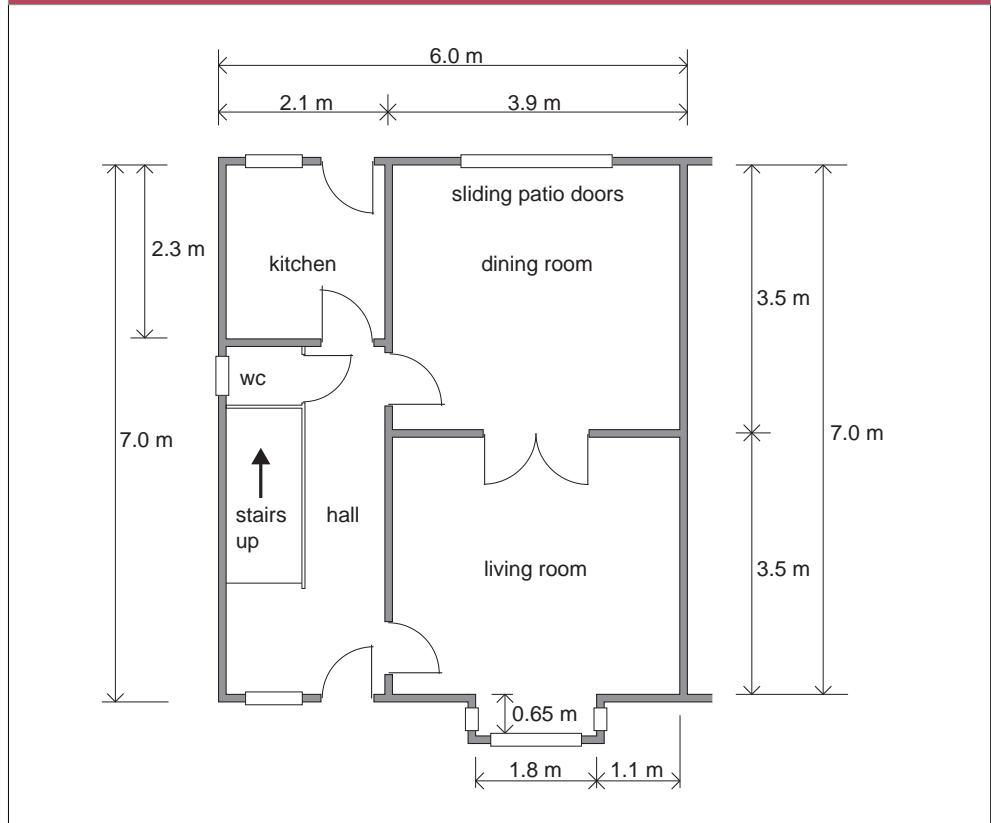 6.0 m
2.1 m
3.9 m
sliding patio doors
2.3 m
kitchen
dining room
3.5 m
wc
7.0 m
7.0 m
stairs
up
hall
living room
3.5 m
0.65 m
1.8 m
1.1 m